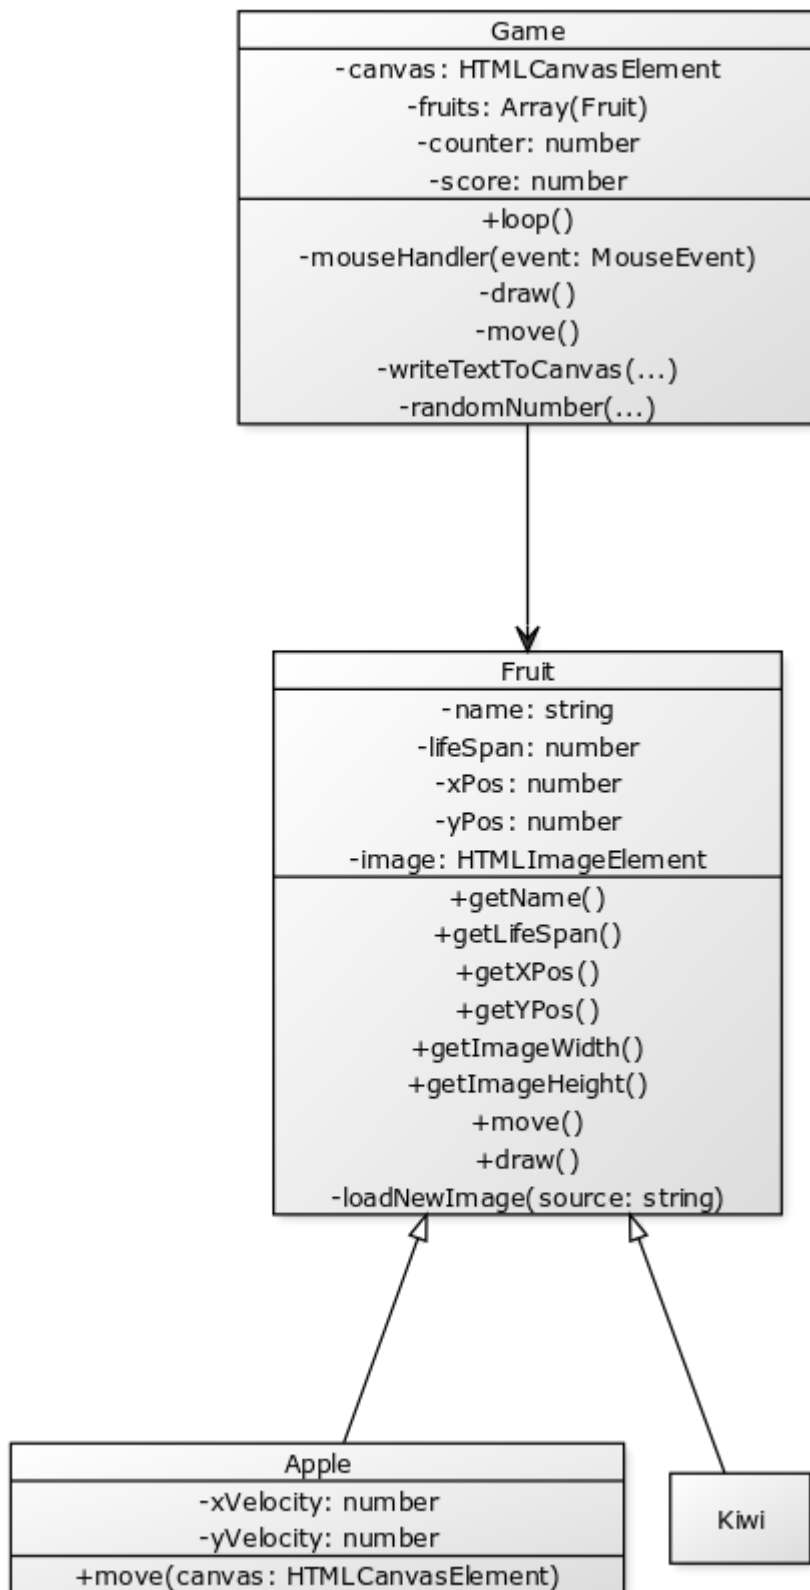 Game
-canvas: HTMLCanvasElement
-fruits: Array(Fruit)
-counter: number
-score: number
+loop()
-mouseHandler(event: MouseEvent)
-draw()
-move()
-writeTextToCanvas(...)
-randomNumber(...)
Fruit
-name: string
-lifeSpan: number
-xPos: number
-yPos: number
-image: HTMLImageElement
+getName()
+getLifeSpan()
+getXPos()
+getYPos()
+getImageWidth()
+getImageHeight()
+move()
+draw()
-loadNewImage(source: string)
Apple
-xVelocity: number
-yVelocity: number
+move(canvas: HTMLCanvasElement)
Kiwi